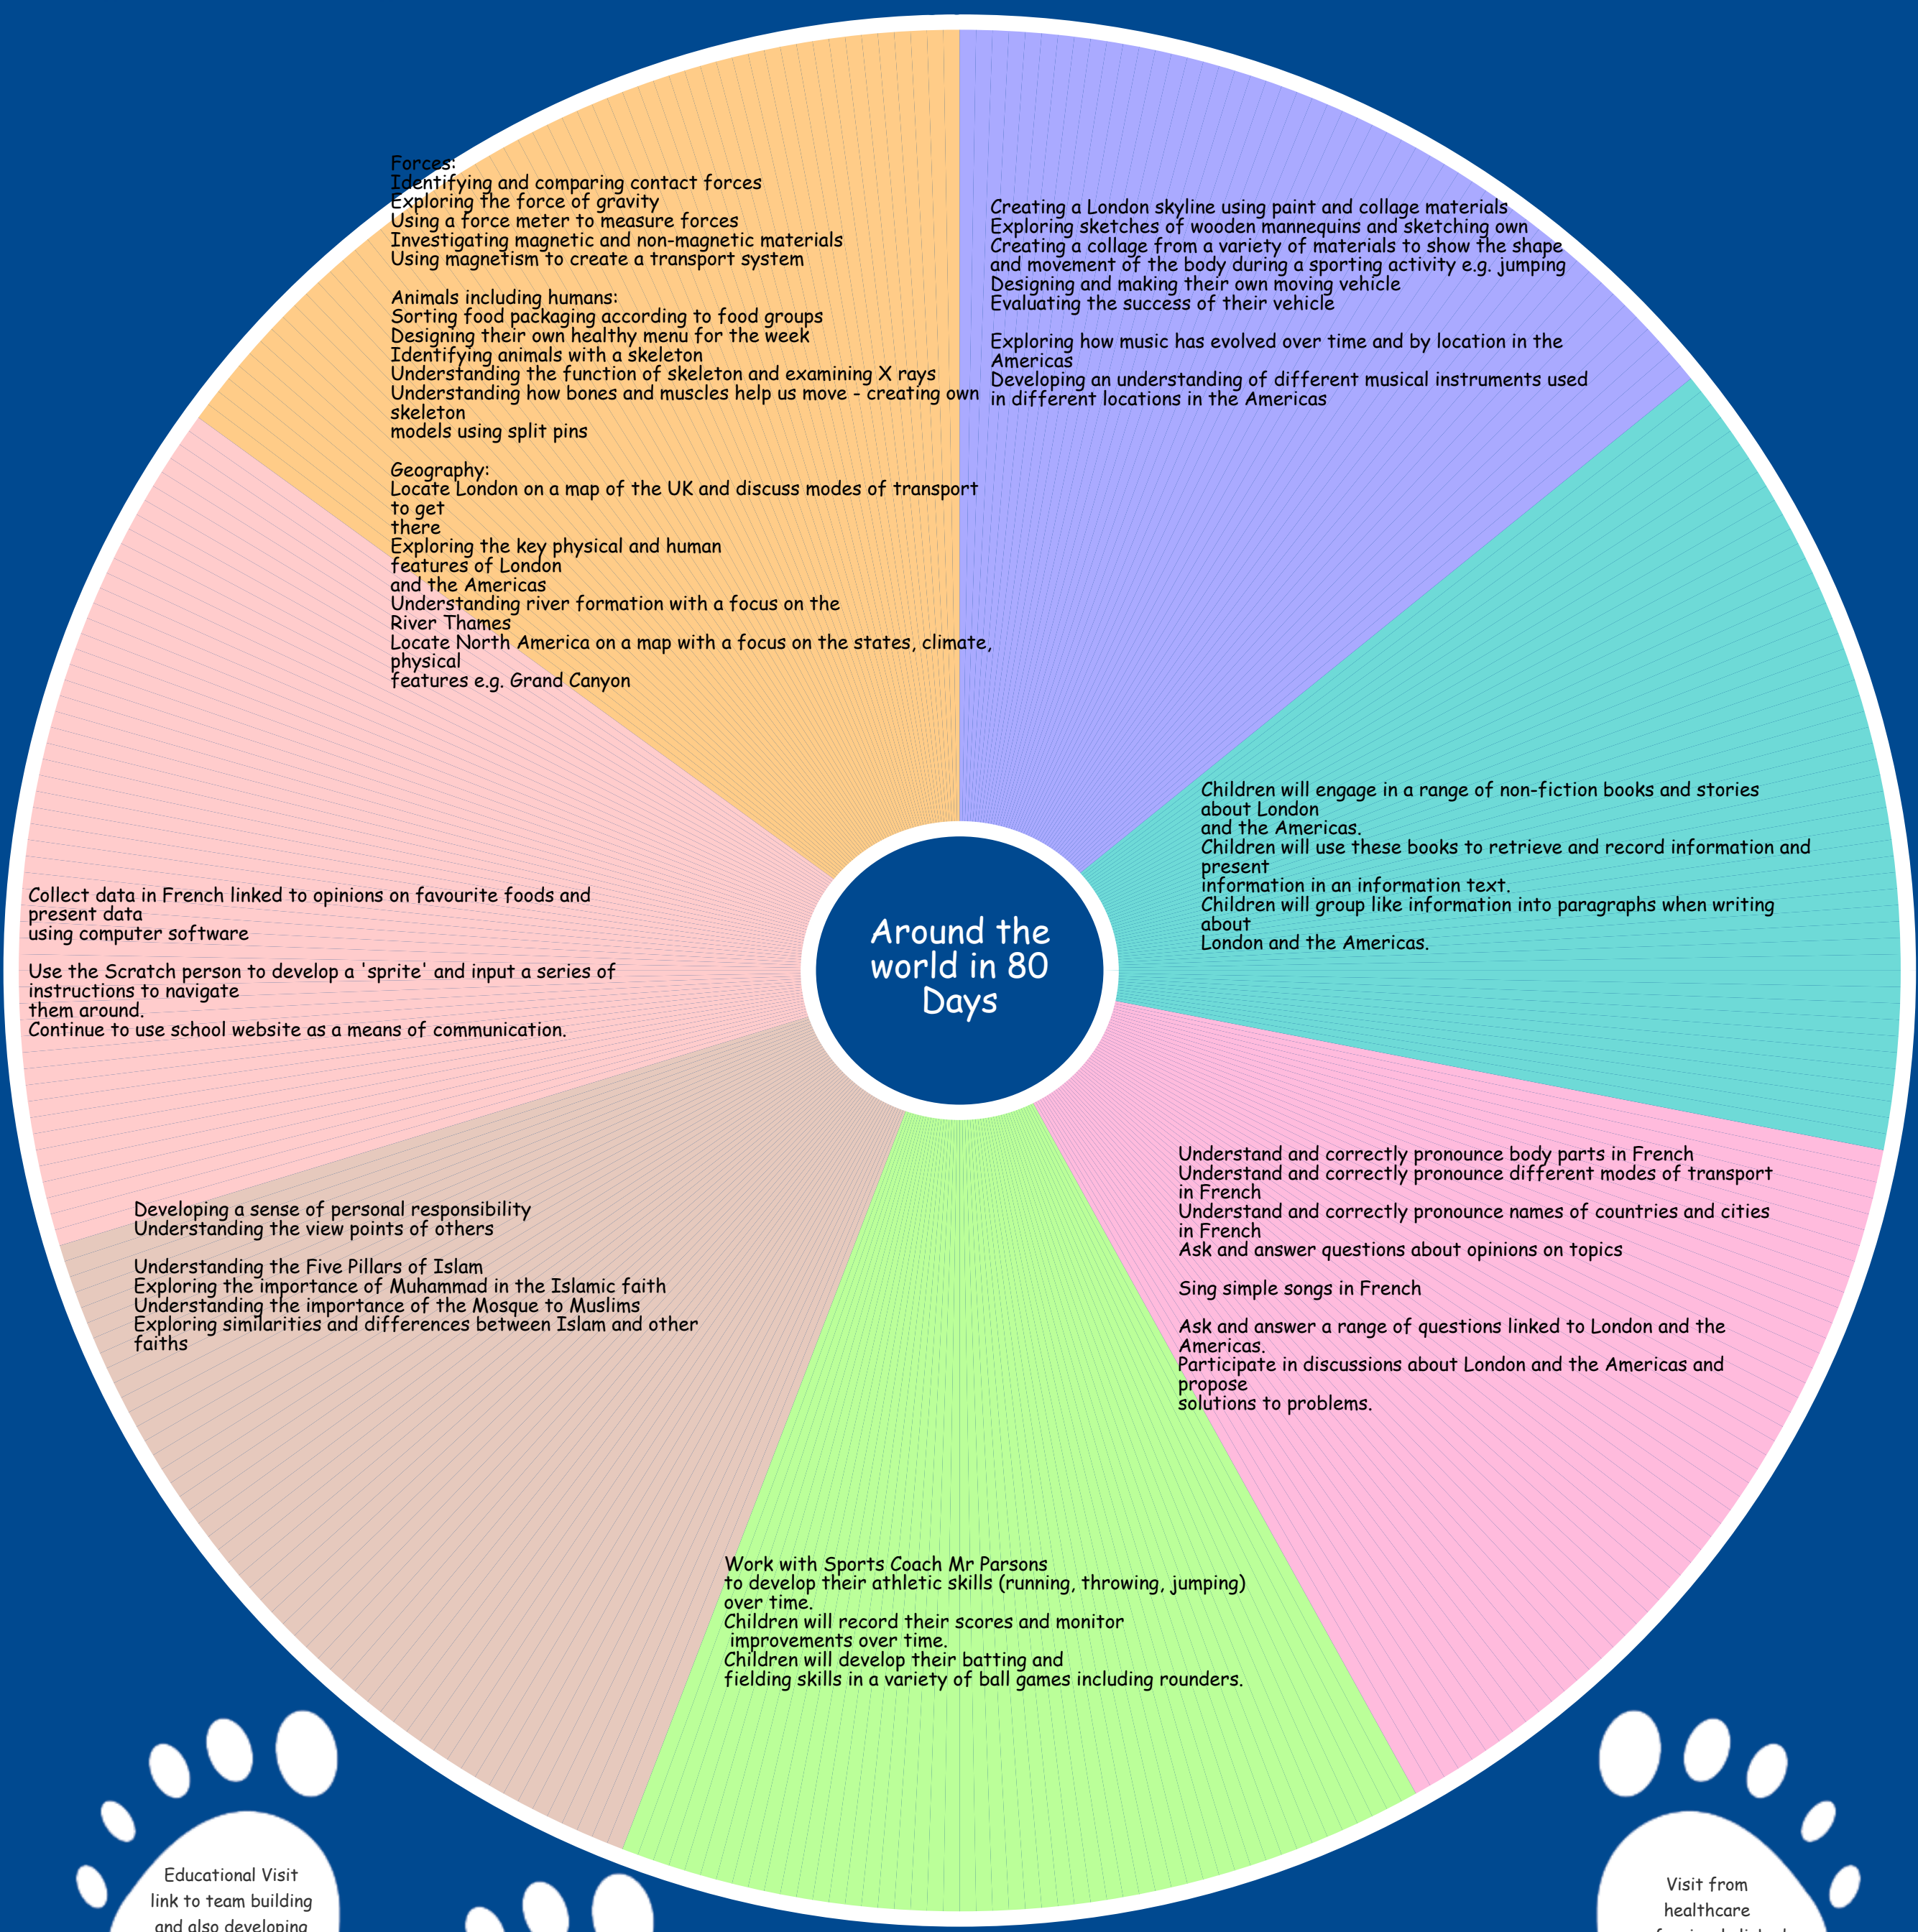 Forces:
Identifying and comparing contact forces
Exploring the force of gravity
Using a force meter to measure forces
Investigating magnetic and non-magnetic materials
Using magnetism to create a transport system
Animals including humans:
Sorting food packaging according to food groups
Designing their own healthy menu for the week
Identifying animals with a skeleton
Understanding the function of skeleton and examining X rays
Understanding how bones and muscles help us move - creating own
skeleton
models using split pins
Geography:
Locate London on a map of the UK and discuss modes of transport
to get
there
Exploring the key physical and human
features of London
and the Americas
Understanding river formation with a focus on the
River Thames
Locate North America on a map with a focus on the states, climate,
physical
features e.g. Grand Canyon
Creating a London skyline using paint and collage materials
Exploring sketches of wooden mannequins and sketching own
Creating a collage from a variety of materials to show the shape
and movement of the body during a sporting activity e.g. jumping
Designing and making their own moving vehicle
Evaluating the success of their vehicle
Exploring how music has evolved over time and by location in the
Americas
Developing an understanding of different musical instruments used
in different locations in the Americas
Children will engage in a range of non-fiction books and stories
about London
and the Americas.
Children will use these books to retrieve and record information and
present
information in an information text.
Children will group like information into paragraphs when writing
about
London and the Americas.
Collect data in French linked to opinions on favourite foods and
present data
using computer software
Use the Scratch person to develop a 'sprite' and input a series of
instructions to navigate
them around.
Continue to use school website as a means of communication.
Around the
world in 80
Days
Understand and correctly pronounce body parts in French
Understand and correctly pronounce different modes of transport
in French
Understand and correctly pronounce names of countries and cities
in French
Ask and answer questions about opinions on topics
Sing simple songs in French
Ask and answer a range of questions linked to London and the
Americas.
Participate in discussions about London and the Americas and
propose
solutions to problems.
Developing a sense of personal responsibility
Understanding the view points of others
Understanding the Five Pillars of Islam
Exploring the importance of Muhammad in the Islamic faith
Understanding the importance of the Mosque to Muslims
Exploring similarities and differences between Islam and other
faiths
Work with Sports Coach Mr Parsons
to develop their athletic skills (running, throwing, jumping)
over time.
Children will record their scores and monitor
improvements over time.
Children will develop their batting and
fielding skills in a variety of ball games including rounders.
Educational Visit
link to team building
and also developing
Visit from
healthcare